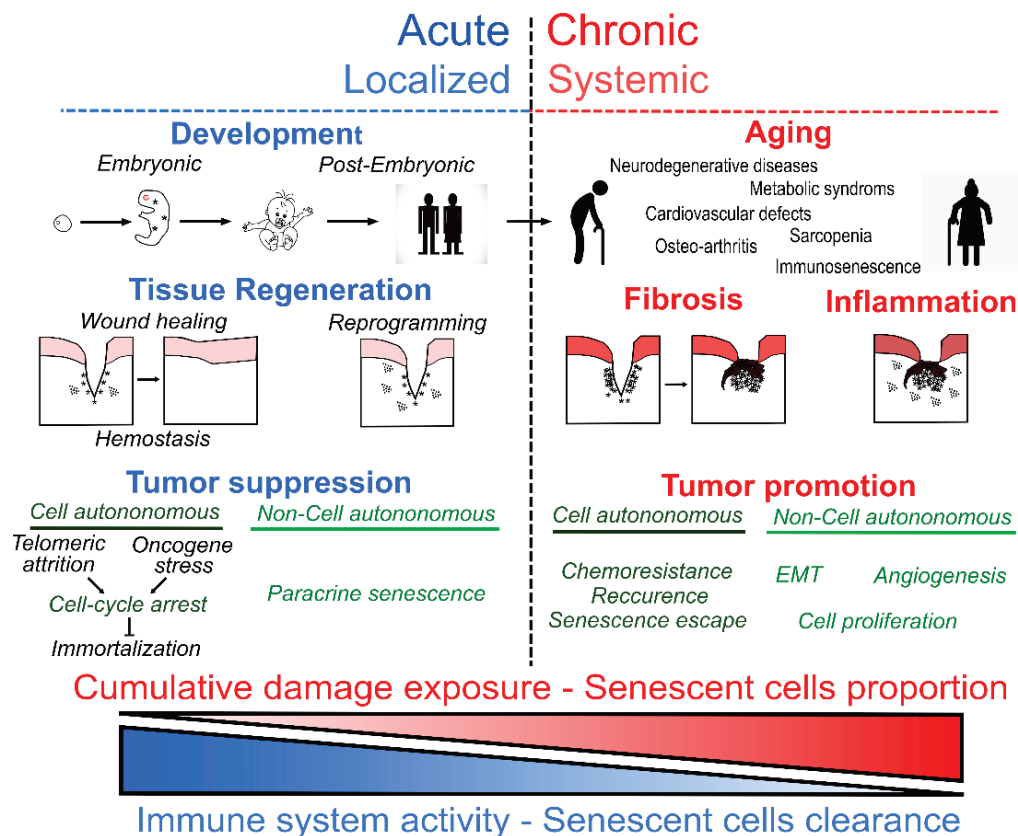 Acute
Localized
Chronic
Systemic
Development
Embryonic
Post-Embryonic
Aging
Neurodegenerative diseases
Metabolic syndroms
Cardiovascular defects
Sarcopenia
Osteo-arthritis
Immunosenescence
Tissue Regeneration
Wound healing
Reprogramming
Hemostasis
Fibrosis
Inflammation
Tumor suppression
Cell autononomous
Non-Cell autononomous
Telomeric
attrition
Oncogene
stress
Cell-cycle arrest
Immortalization
Paracrine senescence
Tumor promotion
Cell autononomous
Non-Cell autononomous
Chemoresistance
Reccurence
Senescence escape
EMT
Angiogenesis
Cell proliferation
Cumulative damage exposure - Senescent cells proportion
Immune system activity - Senescent cells clearance